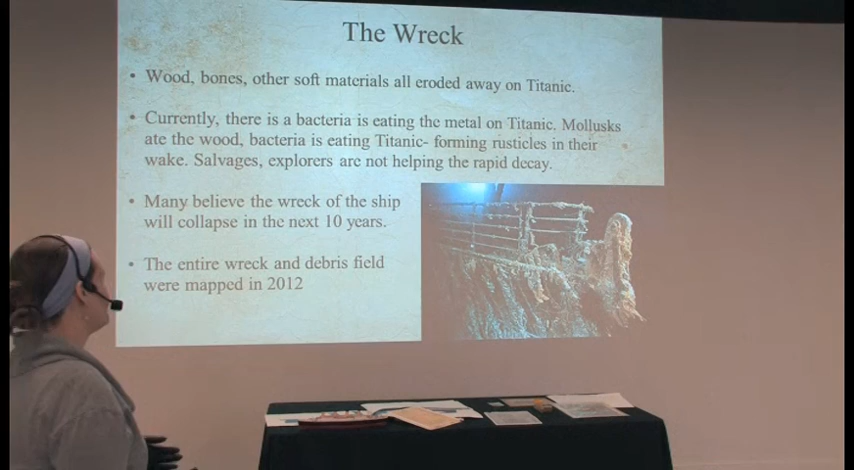 The Wreck
• Wood, bones, other soft materials all eroded away on Titanic.
• Currently, there is a bacteria is eating the metal on Titanic. Mollusks
ate the wood, bacteria is eating Titanic- forming rusticles in their
wake. Salvages, explorers are not helping the rapid decay.
• Many believe the wreck of the ship
will collapse in the next 10 years.
• The entire wreck and debris field
were mapped in 2012